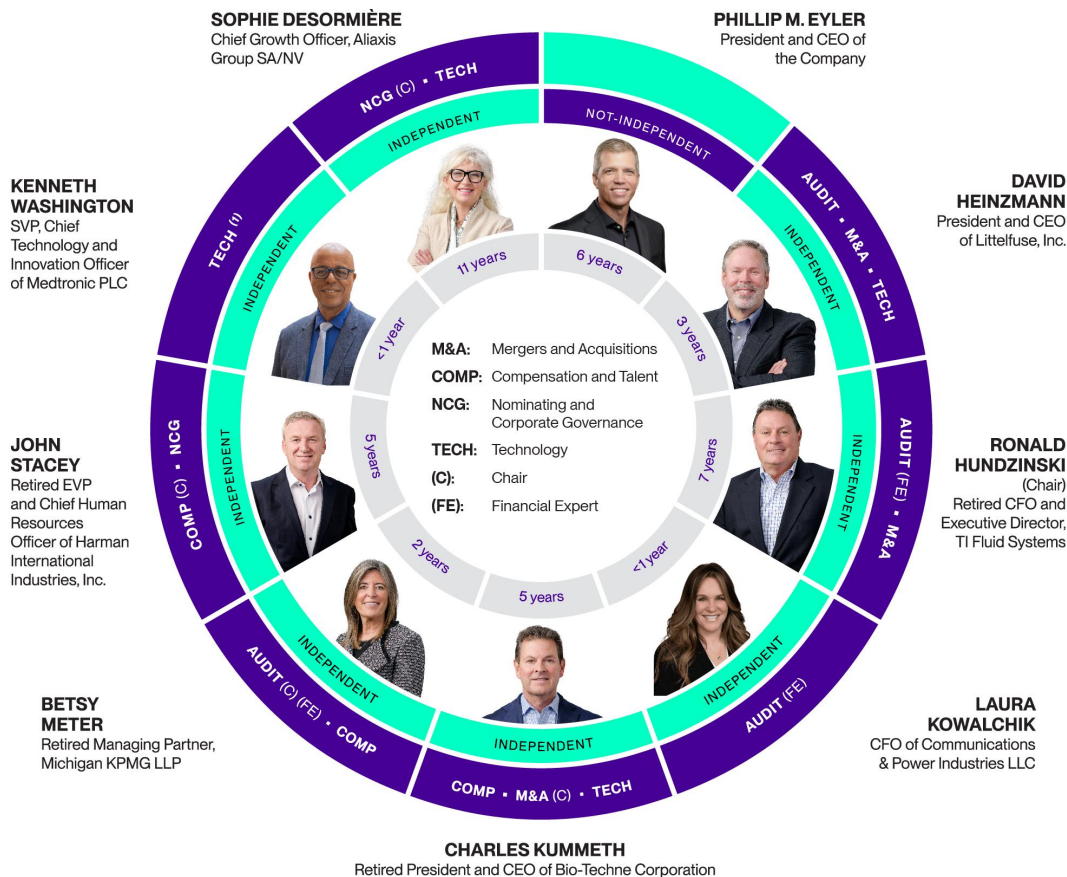 SOPHIE DESORMIÈRE
Chief Growth Officer, Aliaxis
Group SA/NV
PHILLIP M. EYLER
President and CEO of
the Company
DAVID
HEINZMANN
President and CEO
of Littelfuse, Inc.
RONALD
HUNDZINSKI
(Chair)
Retired CFO and
Executive Director,
TI Fluid Systems
LAURA
KOWALCHIK
CFO of Communications
& Power Industries LLC
CHARLES KUMMETH
Retired President and CEO of Bio-Techne Corporation
BETSY
METER
Retired Managing Partner,
Michigan KPMG LLP
JOHN
STACEY
Retired EVP
and Chief Human
Resources
Officer of Harman
International
Industries, Inc.
KENNETH
WASHINGTON
SVP, Chief
Technology and
Innovation Officer
of Medtronic PLC
NCG (C) ▪ TECH
AUDIT ▪ M&A ▪ TECH
AUDIT (FE) ▪ M&A
AUDIT (FE)
COMP ▪ M&A (C) ▪ TECH
AUDIT (C) (FE) ▪ COMP
COMP (C) ▪ NCG
TECH (1)
INDEPENDENT
NOT-INDEPENDENT
INDEPENDENT
INDEPENDENT
INDEPENDENT
INDEPENDENT
INDEPENDENT
INDEPENDENT
INDEPENDENT
11 years
6 years
3 years
7 years
<1 year
5 years
2 years
5 years
<1 year
M&A: Mergers and Acquisitions
COMP: Compensation and Talent
NCG: Nominating and
Corporate Governance
TECH: Technology
(C): Chair
(FE): Financial Expert